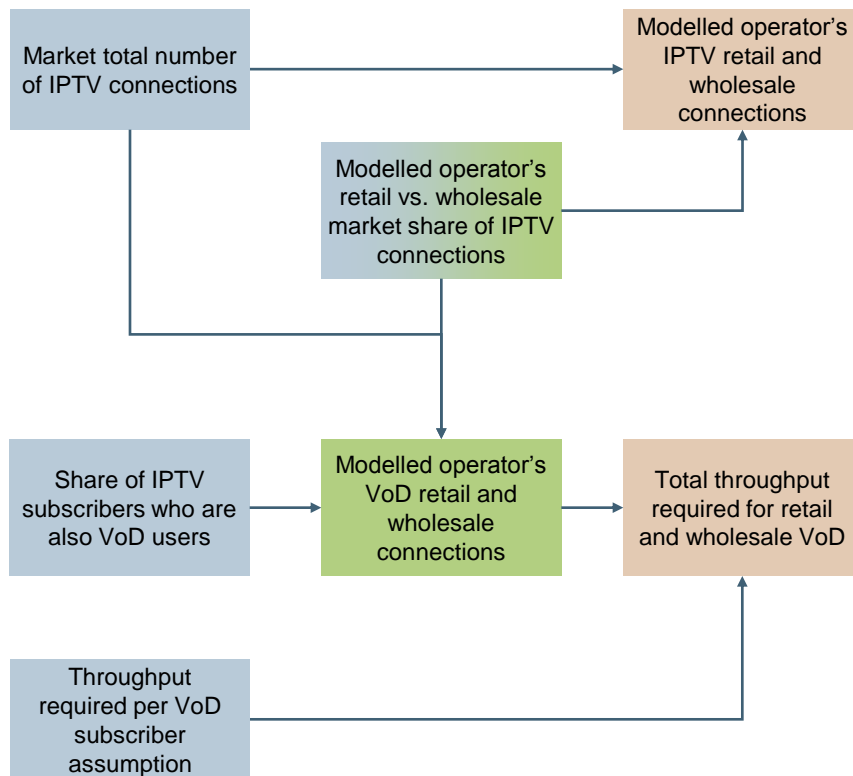 Market total number
of IPTV connections
Modelled operator’s
IPTV retail and
wholesale
connections
Modelled operator’s
retail vs. wholesale
market share of IPTV
connections
Share of IPTV
subscribers who are
also VoD users
Modelled operator’s
VoD retail and
wholesale
connections
Total throughput
required for retail
and wholesale VoD
Throughput
required per VoD
subscriber
assumption